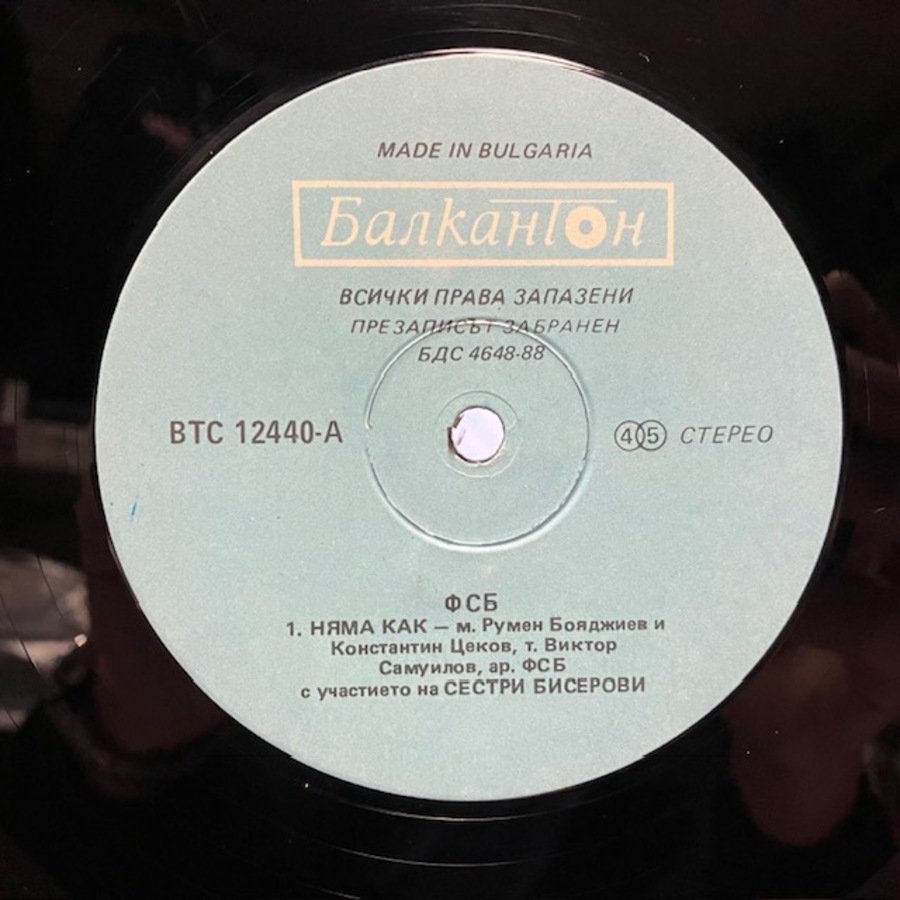 MADE IN BULGARIA
Балкантон
ВСИЧКИ ПРАВА ЗАПАЗЕНИ
ПРЕЗАПИСЪТ ЗАБРАНЕН
БДС 4648-88
ВТС 12440-А
45 СТЕРЕО
ФСБ
1. НЯМА КАК — м. Румен Бояджиев и
Константин Цеков, т. Виктор
Самуилов, ар. ФСБ
с участието на СЕСТРИ БИСЕРОВИ